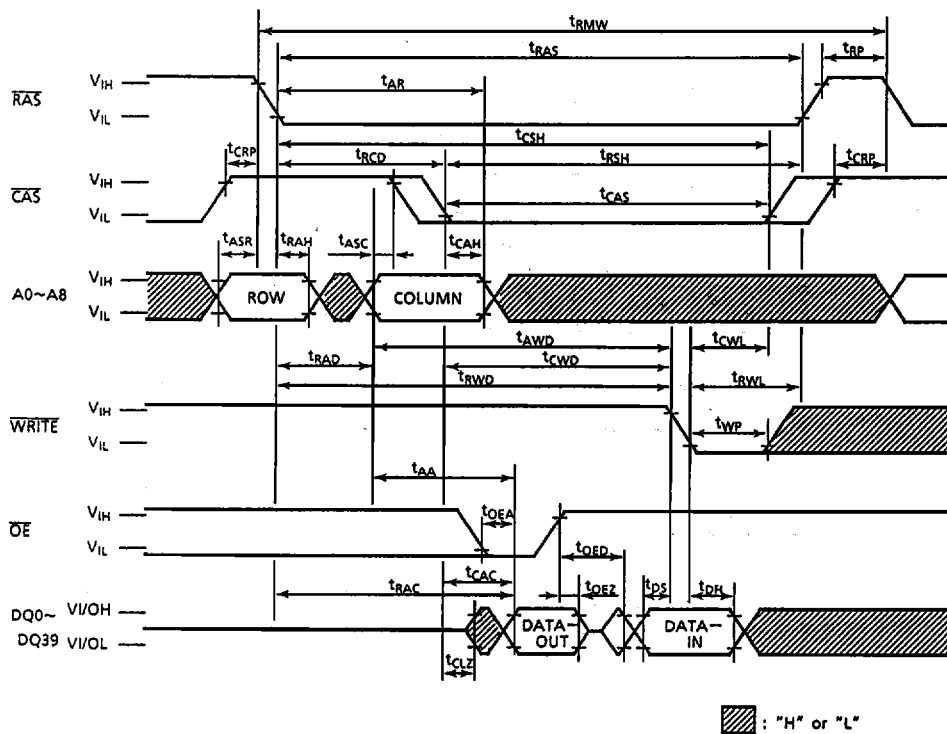 tRMW
tRAS
tRP
tAR
RAS
VIH
VIL
tCSH
tCRP
tRCD
tRSH
tCRP
CAS
VIH
VIL
tCAS
tASR
tRAH
tASC
tCAH
A0~A8
VIH
VIL
ROW
COLUMN
tAWD
tCWL
tRAD
tCWD
tRWD
tRWL
WRITE
VIH
VIL
tWP
tAA
OE
VIH
VIL
tOEA
tOED
tCAC
tRAC
tOEZ
tDS
tDH
DQ0~
DQ39
VI/OH
VI/OL
DATA-
OUT
DATA-
IN
tCLZ
: "H" or "L"